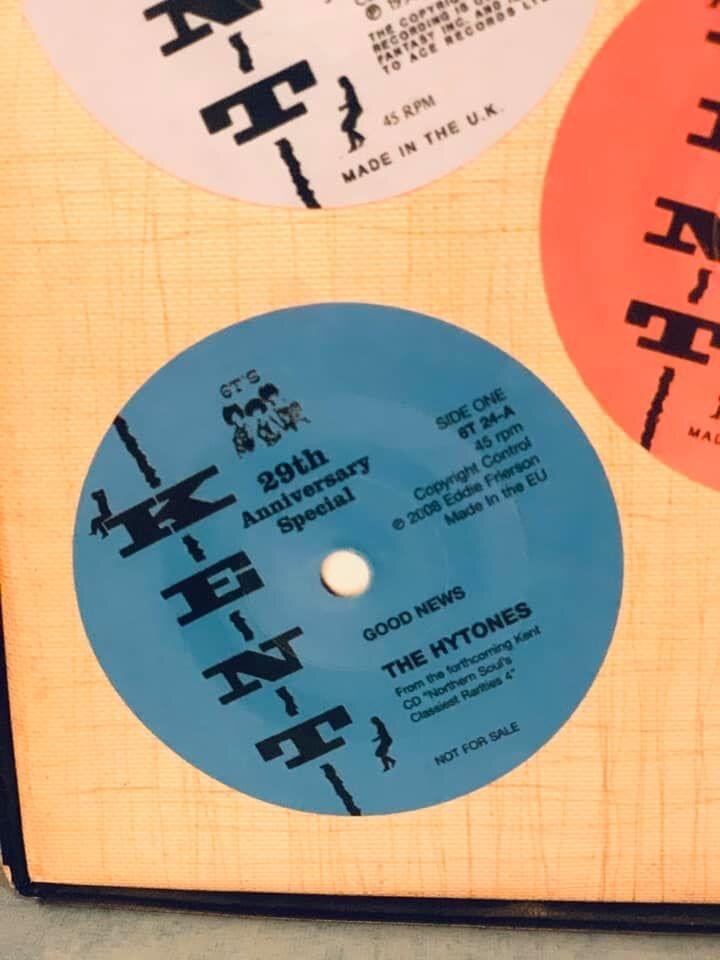 N-T
THE COPYRIGHT
RECORDING IS
FANTASY INC. AND
TO ACE RECORDS LTD
45 RPM
MADE IN THE U.K.
N-T
6T'S
29th
Anniversary
Special
KENT
SIDE ONE
6T 24-A
45 rpm
Copyright Control
℗ 2008 Eddie Frierson
Made In the EU
GOOD NEWS
THE HYTONES
From the forthcoming Kent
CD "Northern Soul's
Classiest Rarities 4"
NOT FOR SALE